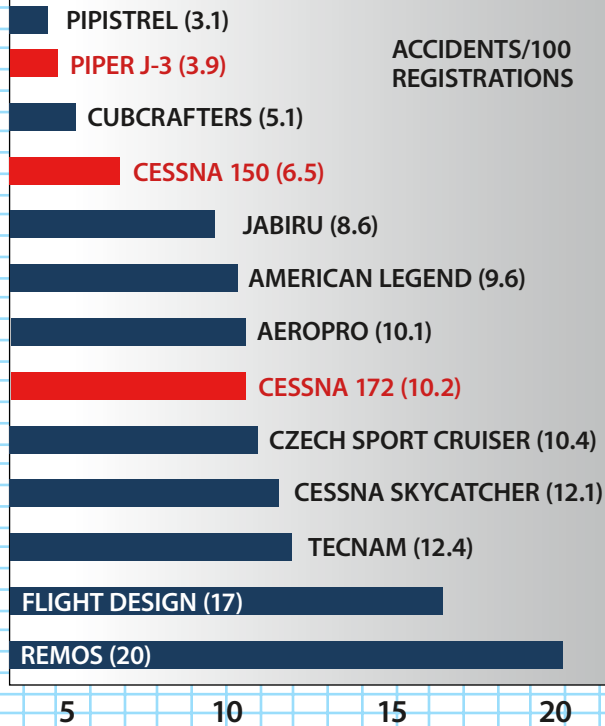 PIPISTREL (3.1)
ACCIDENTS/100
REGISTRATIONS
PIPER J-3 (3.9)
CUBCRAFTERS (5.1)
CESSNA 150 (6.5)
JABIRU (8.6)
AMERICAN LEGEND (9.6)
AEROPRO (10.1)
CESSNA 172 (10.2)
CZECH SPORT CRUISER (10.4)
CESSNA SKYCATCHER (12.1)
TECNAM (12.4)
FLIGHT DESIGN (17)
REMOS (20)
5 10 15 20